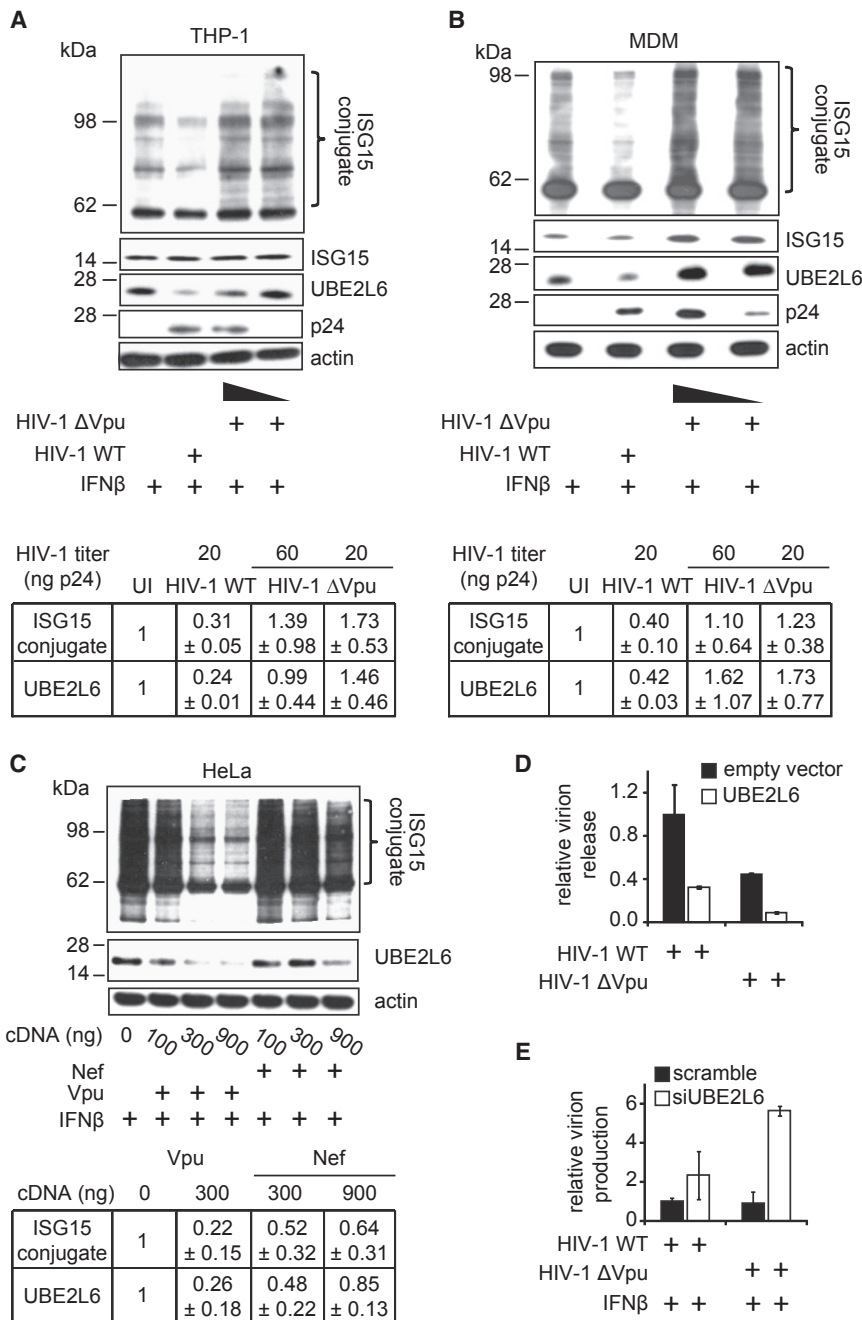 A
THP-1
kDa
98
62
14
28
28
ISG15 conjugate
ISG15
UBE2L6
p24
actin
HIV-1 ΔVpu + +
HIV-1 WT +
IFNβ + + + +
HIV-1 titer 20 60 20
(ng p24) UI HIV-1 WT HIV-1 ΔVpu
ISG15 conjugate 1 0.31 ± 0.05 1.39 ± 0.98 1.73 ± 0.53
UBE2L6 1 0.24 ± 0.01 0.99 ± 0.44 1.46 ± 0.46
B
MDM
kDa
98
62
14
28
28
ISG15 conjugate
ISG15
UBE2L6
p24
actin
HIV-1 ΔVpu + +
HIV-1 WT +
IFNβ + + + +
HIV-1 titer 20 60 20
(ng p24) UI HIV-1 WT HIV-1 ΔVpu
ISG15 conjugate 1 0.40 ± 0.10 1.10 ± 0.64 1.23 ± 0.38
UBE2L6 1 0.42 ± 0.03 1.62 ± 1.07 1.73 ± 0.77
C
HeLa
kDa
98
62
28
14
ISG15 conjugate
UBE2L6
actin
cDNA (ng) 0 100 300 900 100 300 900
Nef + + +
Vpu + + +
IFNβ + + + + + + +
Vpu Nef
cDNA (ng) 0 300 300 900
ISG15 conjugate 1 0.22 ± 0.15 0.52 ± 0.32 0.64 ± 0.31
UBE2L6 1 0.26 ± 0.18 0.48 ± 0.22 0.85 ± 0.13
D
empty vector
UBE2L6
relative virion release
1.2
0.8
0.4
0.0
HIV-1 WT + +
HIV-1 ΔVpu + +
E
scramble
siUBE2L6
relative virion production
6
4
2
0
HIV-1 WT + +
HIV-1 ΔVpu + +
IFNβ + + + +